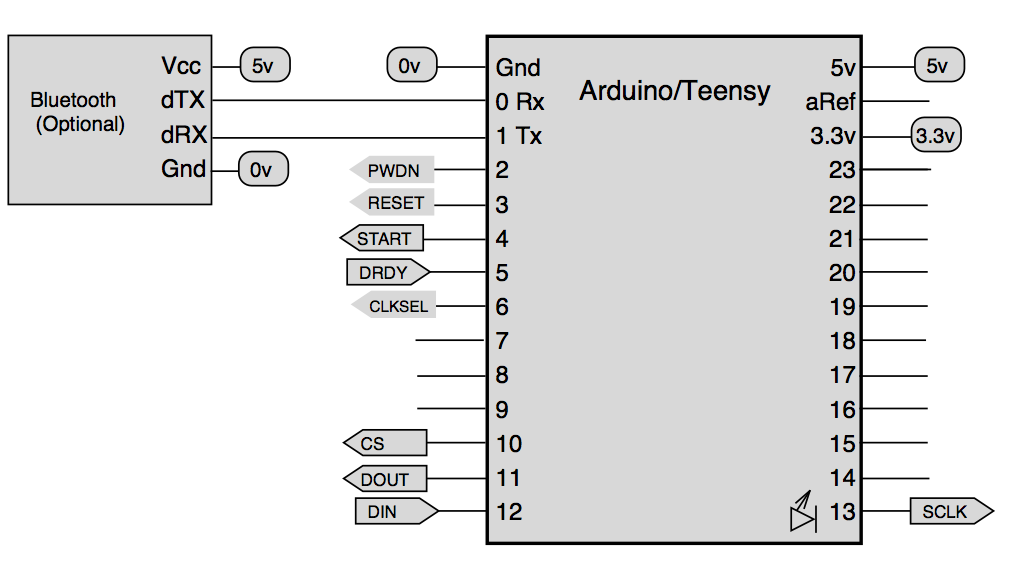 Bluetooth
(Optional)
Vcc
5v
dTX
dRX
Gnd
0v
Arduino/Teensy
0v
Gnd
0 Rx
1 Tx
PWDN
2
RESET
3
START
4
DRDY
5
CLKSEL
6
7
8
9
CS
10
DOUT
11
DIN
12
5v
5v
aRef
3.3v
3.3v
23
22
21
20
19
18
17
16
15
14
13
SCLK